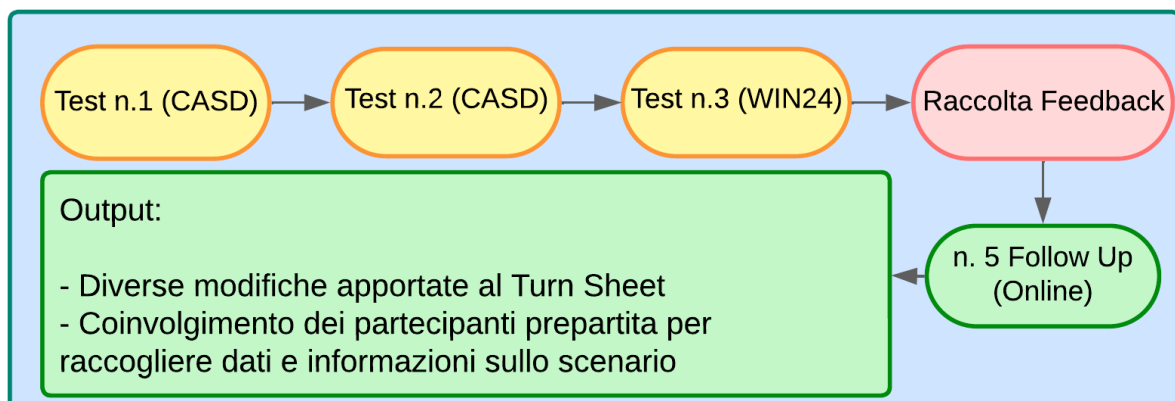 Test n.1 (CASD)
Test n.2 (CASD)
Test n.3 (WIN24)
Raccolta Feedback
n. 5 Follow Up
(Online)
Output:
- Diverse modifiche apportate al Turn Sheet
- Coinvolgimento dei partecipanti prepartita per
raccogliere dati e informazioni sullo scenario